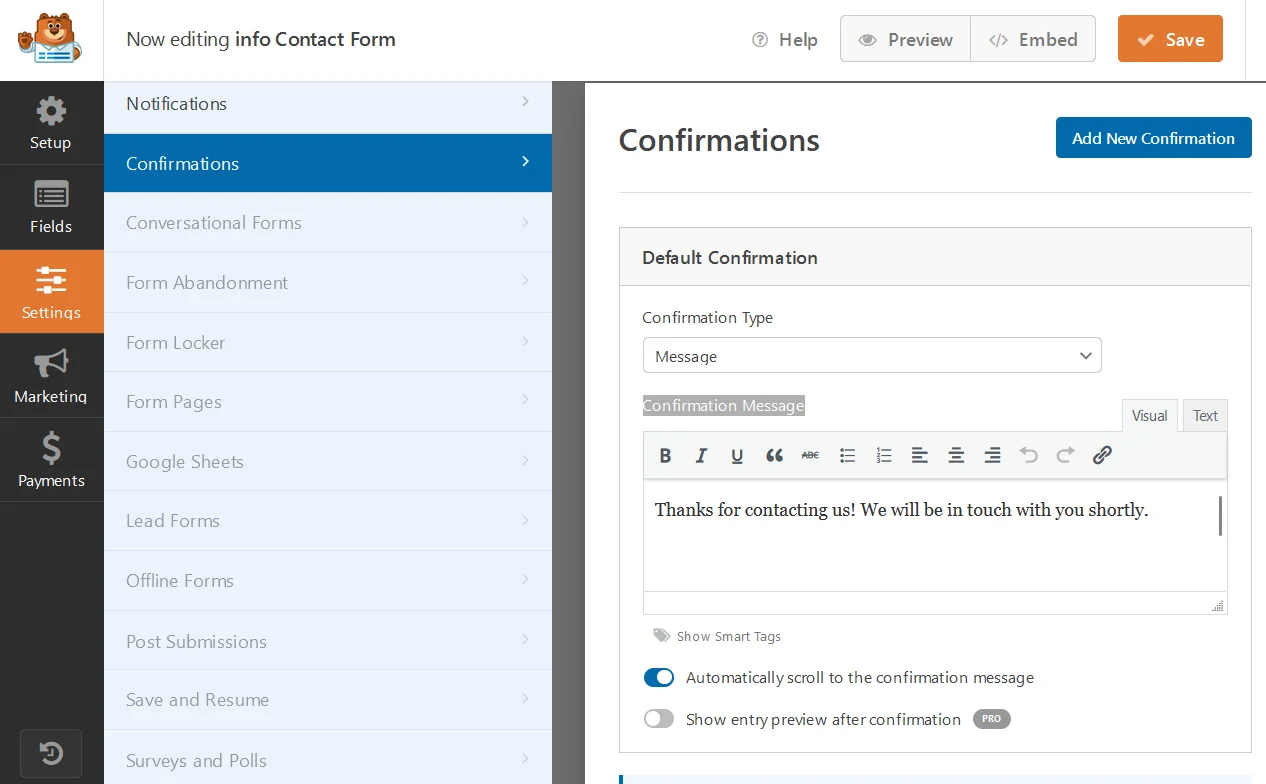 Now editing info Contact Form
Help
Preview
Embed
Save
Setup
Fields
Settings
Marketing
Payments
Notifications
Confirmations
Conversational Forms
Form Abandonment
Form Locker
Form Pages
Google Sheets
Lead Forms
Offline Forms
Post Submissions
Save and Resume
Surveys and Polls
Confirmations
Add New Confirmation
Default Confirmation
Confirmation Type
Message
Confirmation Message
Visual Text
B I U ABC
Thanks for contacting us! We will be in touch with you shortly.
Show Smart Tags
Automatically scroll to the confirmation message
Show entry preview after confirmation PRO